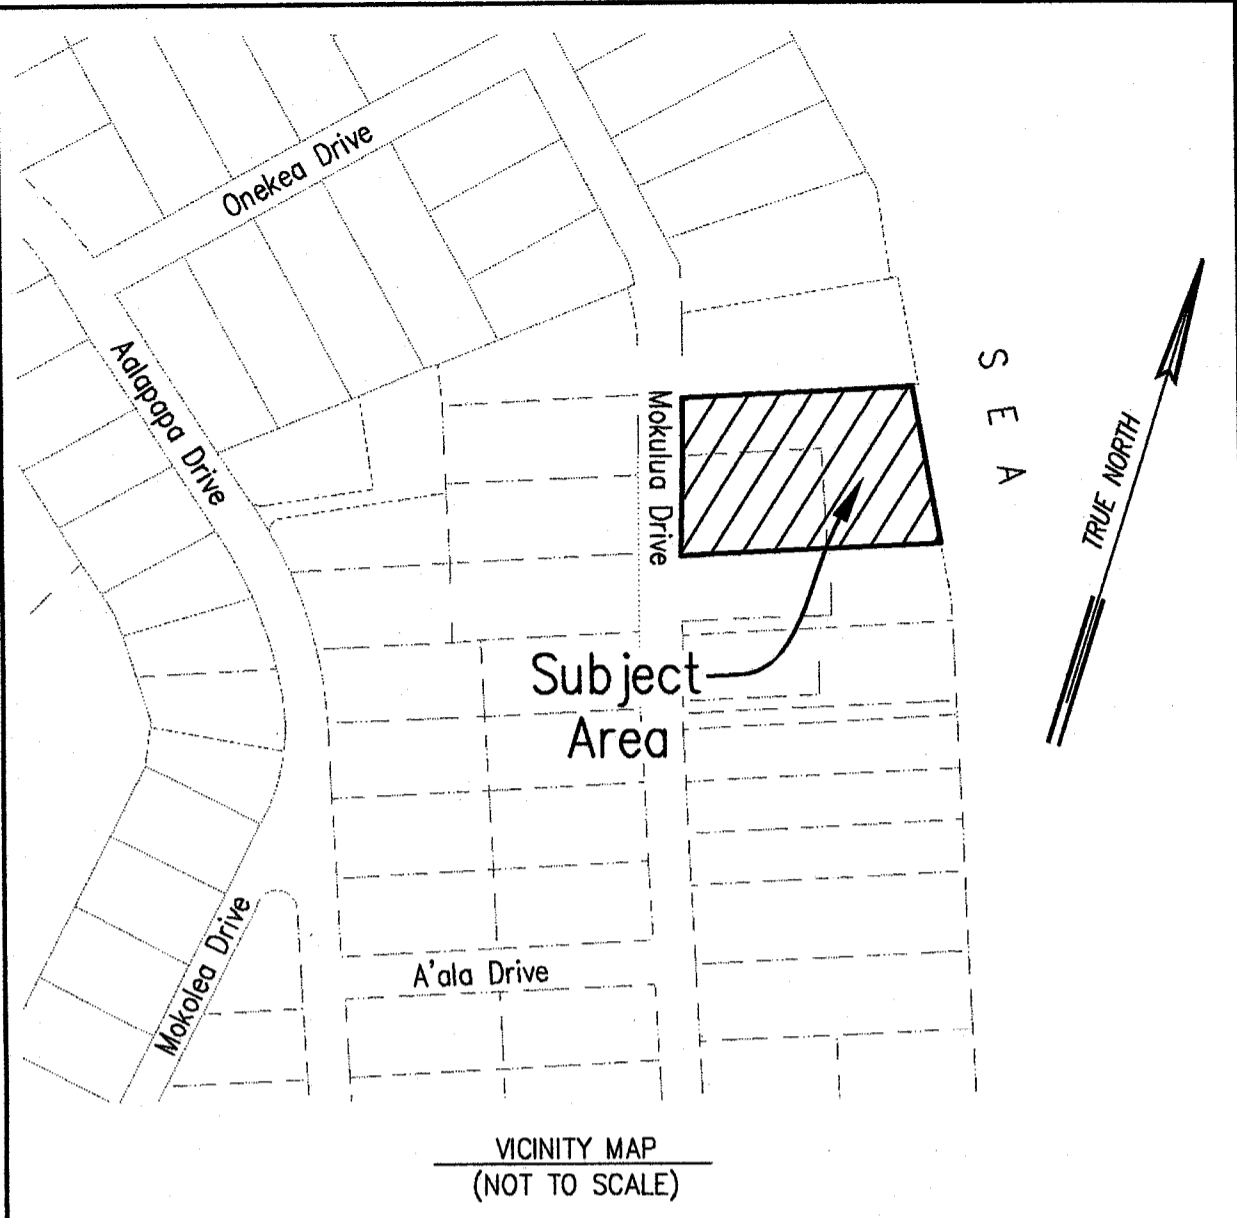 Onekea Drive
Aalapapa Drive
Mokulua Drive
SEA
TRUE NORTH
Subject
Area
Mokolea Drive
A'ala Drive
VICINITY MAP
(NOT TO SCALE)